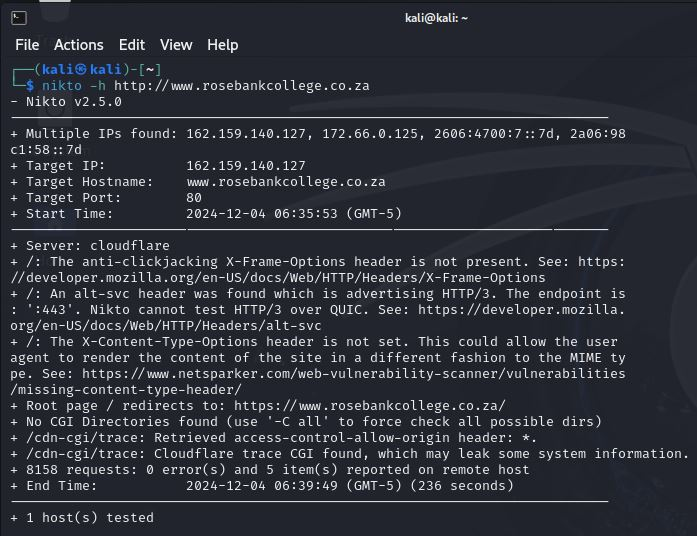 kali@kali: ~
File Actions Edit View Help
┌──(kali㉿kali)-[~]
└─$ nikto -h http://www.rosebankcollege.co.za
- Nikto v2.5.0
+ Multiple IPs found: 162.159.140.127, 172.66.0.125, 2606:4700:7::7d, 2a06:98
c1:58::7d
+ Target IP: 162.159.140.127
+ Target Hostname: www.rosebankcollege.co.za
+ Target Port: 80
+ Start Time: 2024-12-04 06:35:53 (GMT-5)
+ Server: cloudflare
+ /: The anti-clickjacking X-Frame-Options header is not present. See: https:
//developer.mozilla.org/en-US/docs/Web/HTTP/Headers/X-Frame-Options
+ /: An alt-svc header was found which is advertising HTTP/3. The endpoint is
: ':443'. Nikto cannot test HTTP/3 over QUIC. See: https://developer.mozilla.
org/en-US/docs/Web/HTTP/Headers/alt-svc
+ /: The X-Content-Type-Options header is not set. This could allow the user
agent to render the content of the site in a different fashion to the MIME ty
pe. See: https://www.netsparker.com/web-vulnerability-scanner/vulnerabilities
/missing-content-type-header/
+ Root page / redirects to: https://www.rosebankcollege.co.za/
+ No CGI Directories found (use '-C all' to force check all possible dirs)
+ /cdn-cgi/trace: Retrieved access-control-allow-origin header: *.
+ /cdn-cgi/trace: Cloudflare trace CGI found, which may leak some system information.
+ 8158 requests: 0 error(s) and 5 item(s) reported on remote host
+ End Time: 2024-12-04 06:39:49 (GMT-5) (236 seconds)
+ 1 host(s) tested